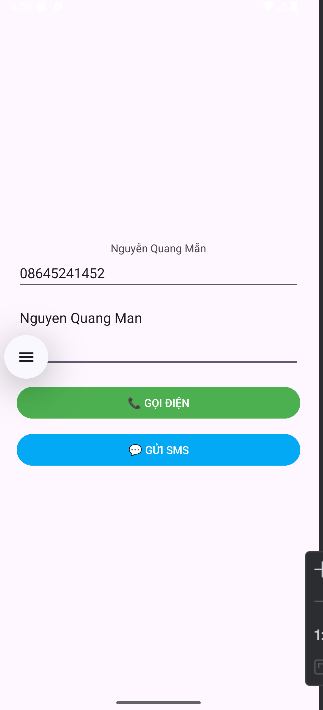 Nguyễn Quang Mẫn
08645241452
Nguyen Quang Man
📞 GỌI ĐIỆN
💬 GỬI SMS